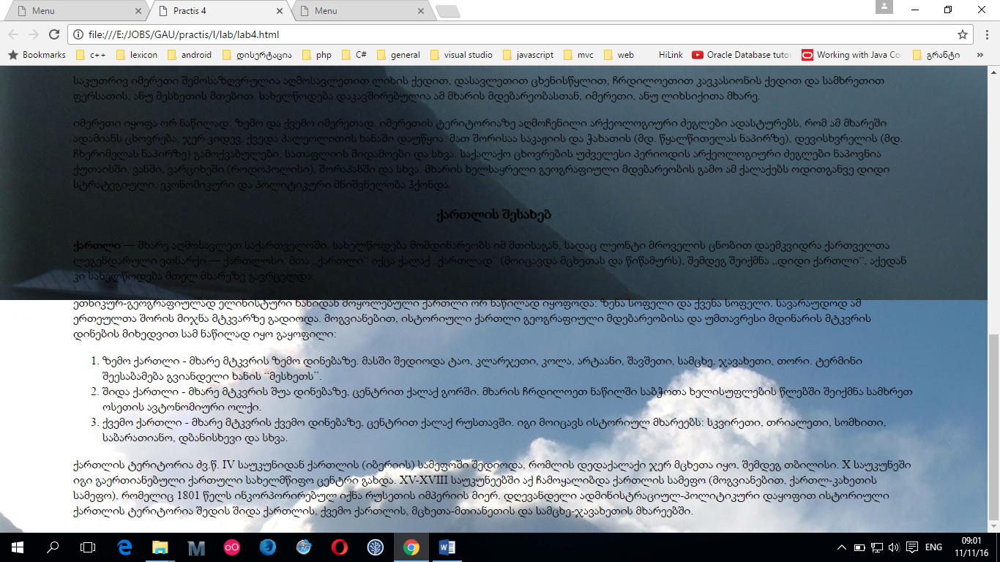 Menu
Practis 4
Menu
file:///E:/JOBS/GAU/practis/I/lab/lab4.html
Bookmarks c++ lexicon android დისერტაცია php C# general visual studio javascript mvc web HiLink Oracle Database tutor Working with Java Co გრანტი »
საკუთრივ იმერეთი შემოსაზღვრულია აღმოსავლეთით ლიხის ქედით, დასავლეთით ცხენისწყლით, ჩრდილოეთით კავკასიონის ქედით და სამხრეთით
ფერსათის, ანუ მესხეთის მთებით. სახელწოდება დაკავშირებულია ამ მხარის მდებარეობასთან, იმერეთი, ანუ ლიხსიქითა მხარე.
იმერეთი იყოფა ორ ნაწილად: ზემო და ქვემო იმერეთად. იმერეთის ტერიტორიაზე აღმოჩენილი არქეოლოგიური ძეგლები ადასტურებს, რომ ამ მხარეში
ადამიანს ცხოვრება, ჯერ კიდევ, ქვედა პალეოლითის ხანაში დაუწყია. მათ შორისაა საკაჟიის და ჭახათის (მდ. წყალწითელას ნაპირზე), დევისხვრელის (მდ.
ჩხერიმელას ნაპირზე) გამოქვაბულები. სათაფლიის მიდამოები და სხვა. საქალაქო ცხოვრების უძველესი პერიოდის არქეოლოგიური ძეგლები ნაპოვნია
ქუთაისში, ვანში, ვარციხეში (როდოპოლისი), შორაპანში და სხვა. მხარის ხელსაყრელი გეოგრაფიული მდებარეობის გამო ამ ქალაქებს ოდითგანვე დიდი
სტრატეგიული, ეკონომიკური და პოლიტიკური მნიშვნელობა ჰქონდა.
ქართლის შესახებ
ქართლი — მხარე აღმოსავლეთ საქართველოში. სახელწოდება მომდინარეობს იმ მთისაგან, სადაც ლეონტი მროველის ცნობით დაემკვიდრა ქართველთა
ლეგენდარული ეთნარქი — ქართლოსი. მთა ,,ქართლი“ იქცა ქალაქ ,,ქართლად“ (მოიცავდა მცხეთას და წიწამურს), შემდეგ შეიქმნა ,,დიდი ქართლი“, აქედან
კი სახელწოდება მთელ მხარეზე გავრცელდა.
ეთნიკურ-გეოგრაფიულად ელინისტური ხანიდან მოყოლებული ქართლი ორ ნაწილად იყოფოდა: ზენა სოფელი და ქვენა სოფელი. სავარაუდოდ ამ
ერთეულთა შორის მიჯნა მტკვარზე გადიოდა. მოგვიანებით, ისტორიული ქართლი გეოგრაფიული მდებარეობისა და უმთავრესი მდინარის მტკვრის
დინების მიხედვით სამ ნაწილად იყო გაყოფილი:
1. ზემო ქართლი - მხარე მტკვრის ზემო დინებაზე. მასში შედიოდა ტაო, კლარჯეთი, კოლა, არტაანი, შავშეთი, სამცხე, ჯავახეთი, თორი. ტერმინი
შეესაბამება გვიანდელი ხანის “მესხეთს”.
2. შიდა ქართლი - მხარე მტკვრის შუა დინებაზე, ცენტრით ქალაქ გორში. მხარის ჩრდილოეთ ნაწილში საბჭოთა ხელისუფლების წლებში შეიქმნა სამხრეთ
ოსეთის ავტონომიური ოლქი.
3. ქვემო ქართლი - მხარე მტკვრის ქვემო დინებაზე, ცენტრით ქალაქ რუსთავში. იგი მოიცავს ისტორიულ მხარეებს: სკვირეთი, თრიალეთი, სომხითი,
საბარათიანო, დბანისხევი და სხვა.
ქართლის ტერიტორია ძვ.წ. IV საუკუნიდან ქართლის (იბერიის) სამეფოში შედიოდა, რომლის დედაქალაქი ჯერ მცხეთა იყო, შემდეგ თბილისი. X საუკუნეში
იგი გაერთიანებული ქართული სახელმწიფო ცენტრი გახდა. XV-XVIII საუკუნეებში აქ ჩამოყალიბდა ქართლის სამეფო (მოგვიანებით, ქართლ-კახეთის
სამეფო), რომელიც 1801 წელს ინკორპორირებულ იქნა რუსეთის იმპერიის მიერ. დღევანდელი ადმინისტრაციულ-პოლიტიკური დაყოფით ისტორიული
ქართლის ტერიტორია შედის შიდა ქართლის, ქვემო ქართლის, მცხეთა-მთიანეთის და სამცხე-ჯავახეთის მხარეებში.
ENG
09:01
11/11/16